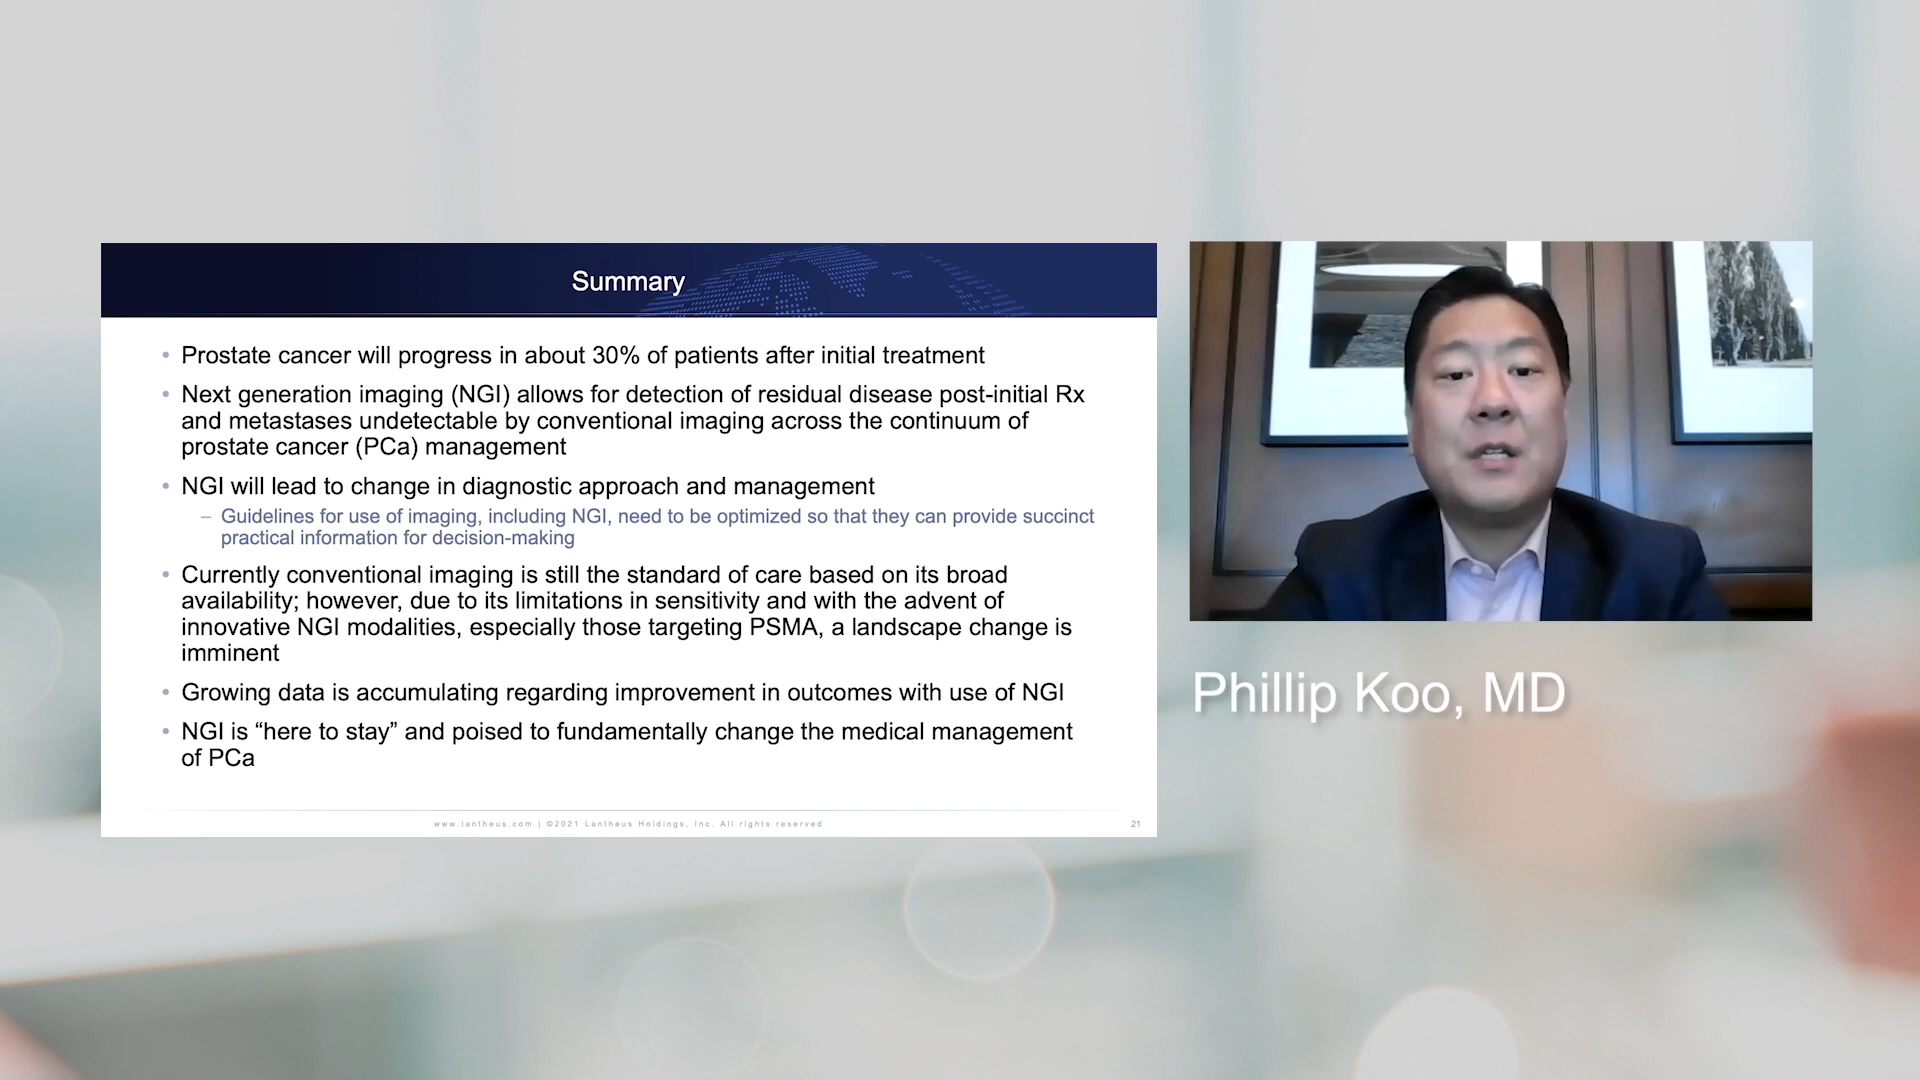 Summary
• Prostate cancer will progress in about 30% of patients after initial treatment
• Next generation imaging (NGI) allows for detection of residual disease post-initial Rx
and metastases undetectable by conventional imaging across the continuum of
prostate cancer (PCa) management
• NGI will lead to change in diagnostic approach and management
– Guidelines for use of imaging, including NGI, need to be optimized so that they can provide succinct
practical information for decision-making
• Currently conventional imaging is still the standard of care based on its broad
availability; however, due to its limitations in sensitivity and with the advent of
innovative NGI modalities, especially those targeting PSMA, a landscape change is
imminent
• Growing data is accumulating regarding improvement in outcomes with use of NGI
• NGI is “here to stay” and poised to fundamentally change the medical management
of PCa
www.lantheus.com | ©2021 Lantheus Holdings, Inc. All rights reserved
21
Phillip Koo, MD